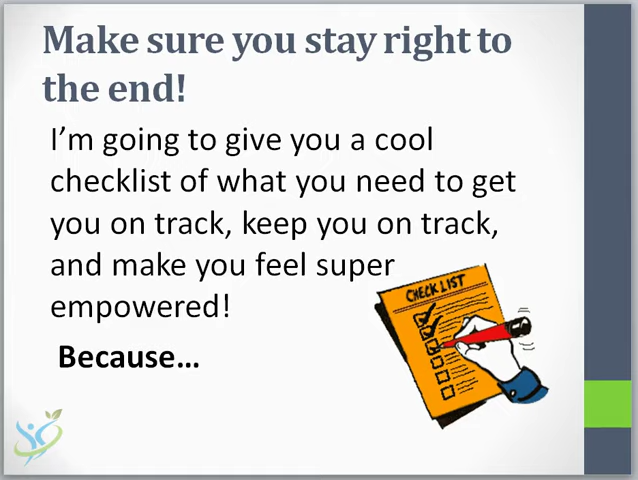 Make sure you stay right to
the end!
I’m going to give you a cool
checklist of what you need to get
you on track, keep you on track,
and make you feel super
empowered!
CHECK LIST
Because…